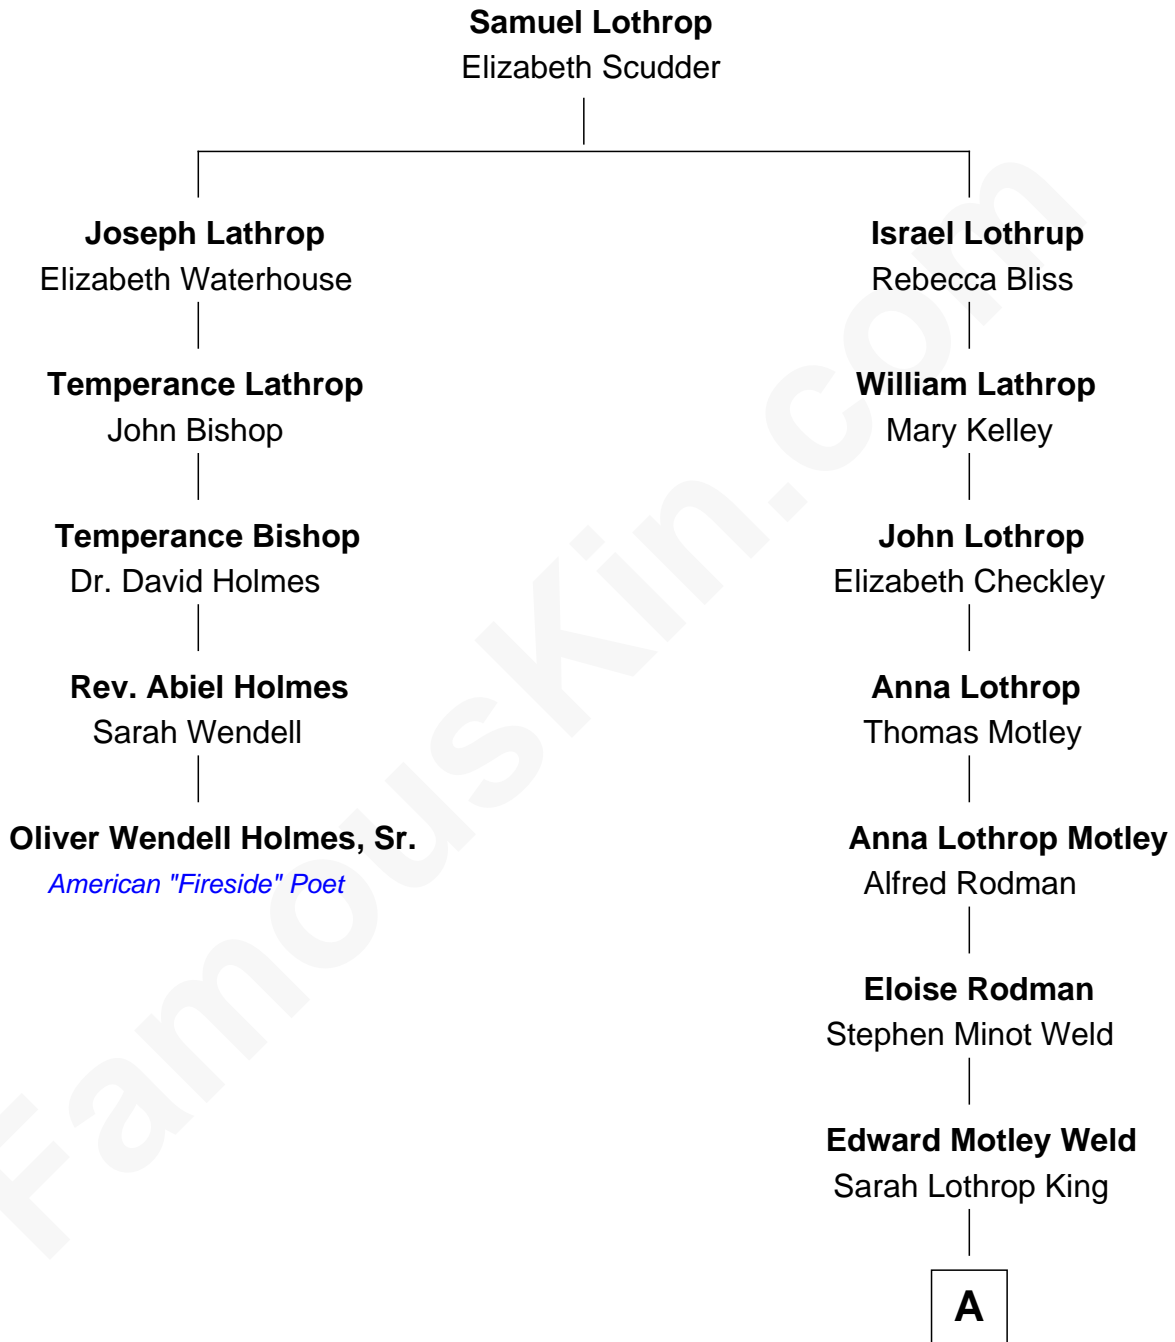 Samuel Lothrop
Elizabeth Scudder
Joseph Lathrop
Elizabeth Waterhouse
Temperance Lathrop
John Bishop
Temperance Bishop
Dr. David Holmes
Rev. Abiel Holmes
Sarah Wendell
Oliver Wendell Holmes, Sr.
American "Fireside" Poet
Israel Lothrup
Rebecca Bliss
William Lathrop
Mary Kelley
John Lothrop
Elizabeth Checkley
Anna Lothrop
Thomas Motley
Anna Lothrop Motley
Alfred Rodman
Eloise Rodman
Stephen Minot Weld
Edward Motley Weld
Sarah Lothrop King
A
FamousKin.com